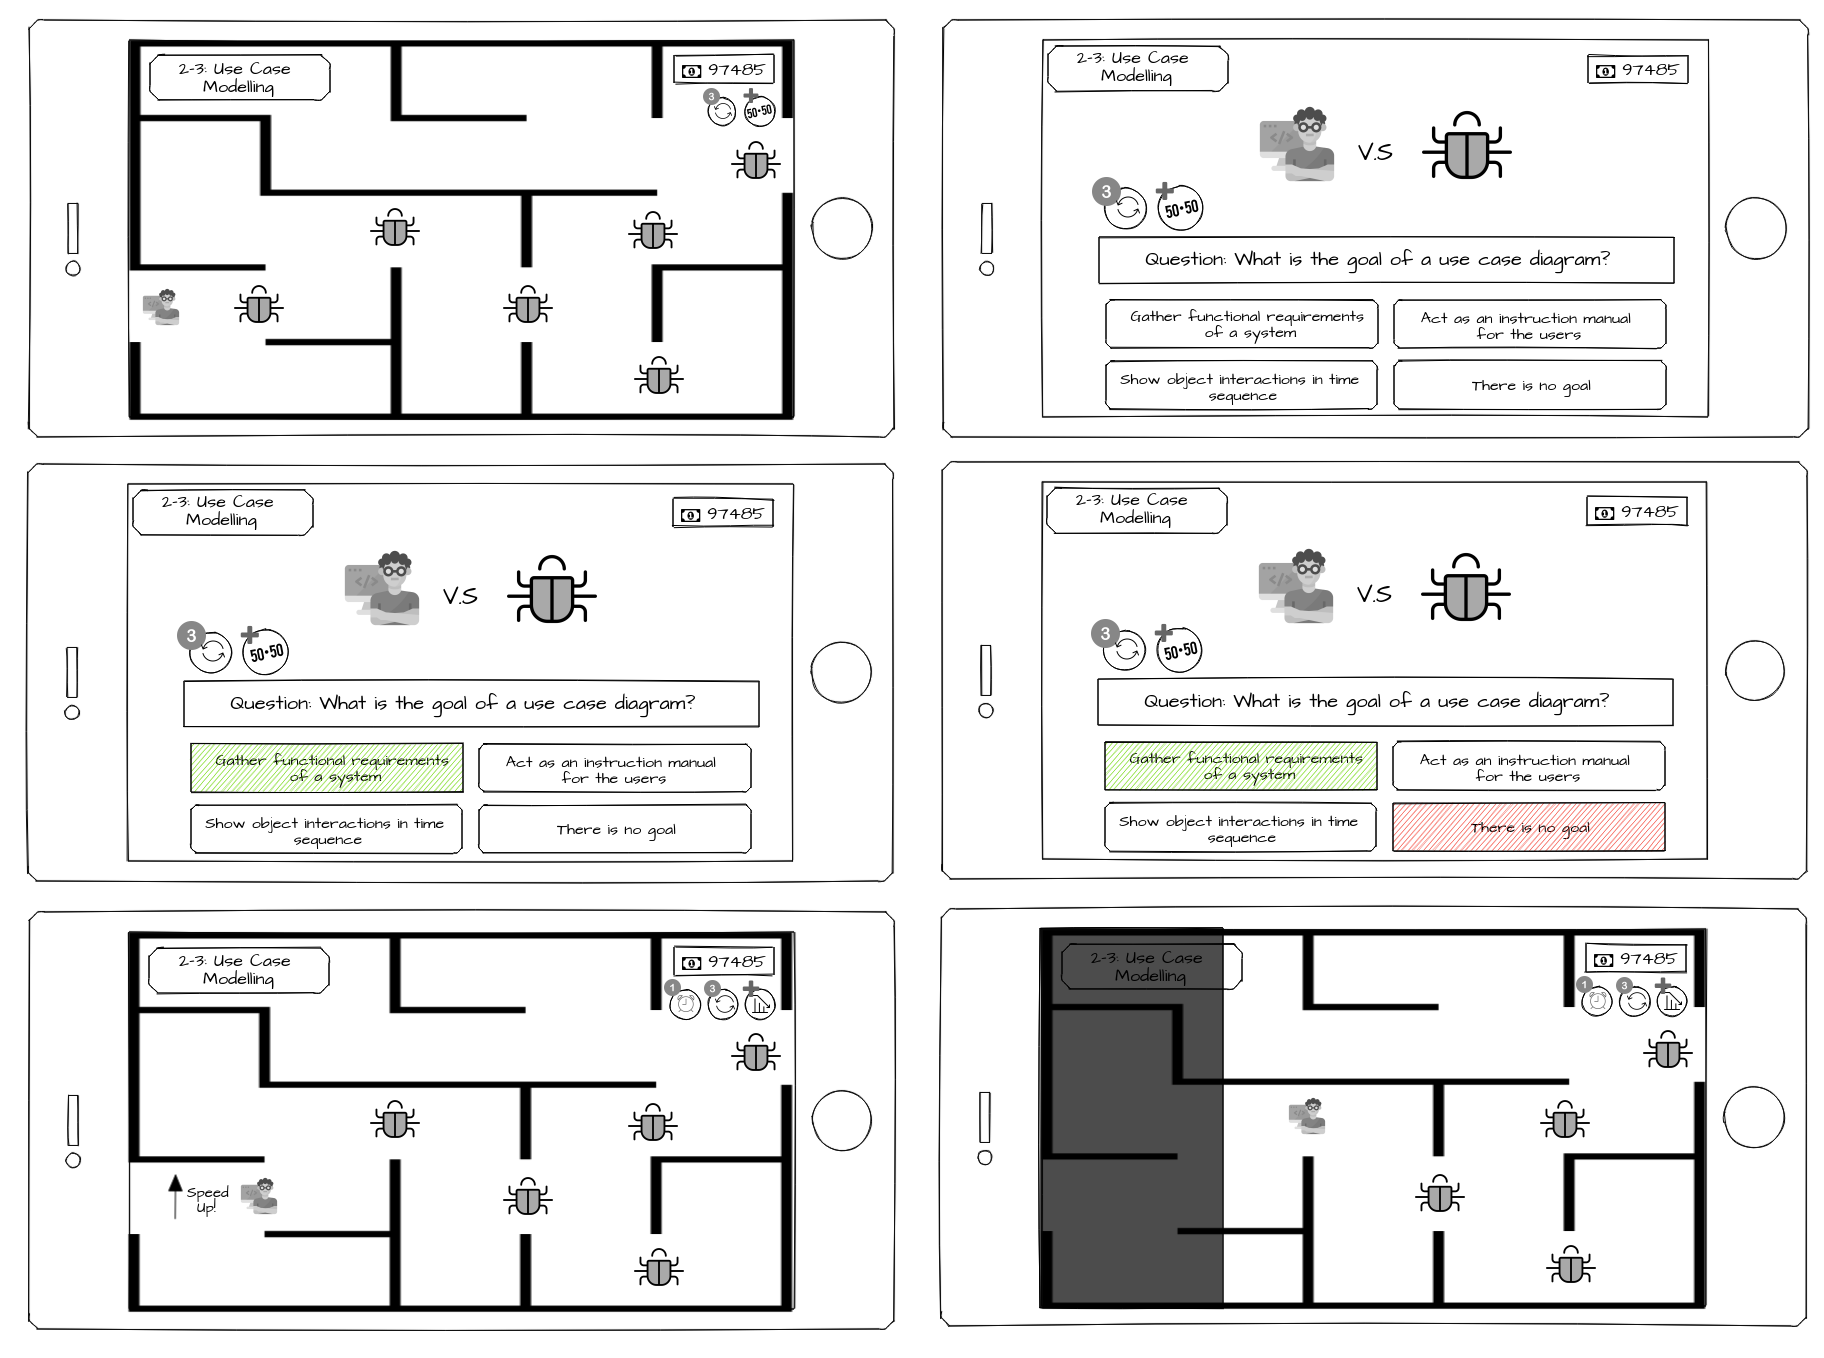 2-3: Use Case
Modelling
97485
3
50•50
2-3: Use Case
Modelling
97485
V.S
3
50•50
Question: What is the goal of a use case diagram?
Gather functional requirements
of a system
Act as an instruction manual
for the users
Show object interactions in time
sequence
There is no goal
2-3: Use Case
Modelling
97485
V.S
3
50•50
Question: What is the goal of a use case diagram?
Gather functional requirements
of a system
Act as an instruction manual
for the users
Show object interactions in time
sequence
There is no goal
2-3: Use Case
Modelling
97485
V.S
3
50•50
Question: What is the goal of a use case diagram?
Gather functional requirements
of a system
Act as an instruction manual
for the users
Show object interactions in time
sequence
There is no goal
2-3: Use Case
Modelling
97485
1
3
Speed
Up!
2-3: Use Case
Modelling
97485
1
3